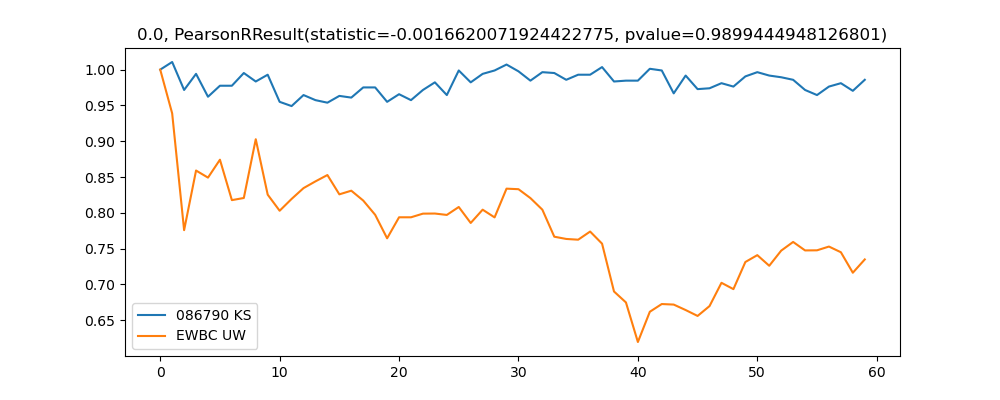 0.0, PearsonRResult(statistic=-0.0016620071924422775, pvalue=0.9899444948126801)
1.00
0.95
0.90
0.85
0.80
0.75
0.70
0.65
086790 KS
EWBC UW
0 10 20 30 40 50 60